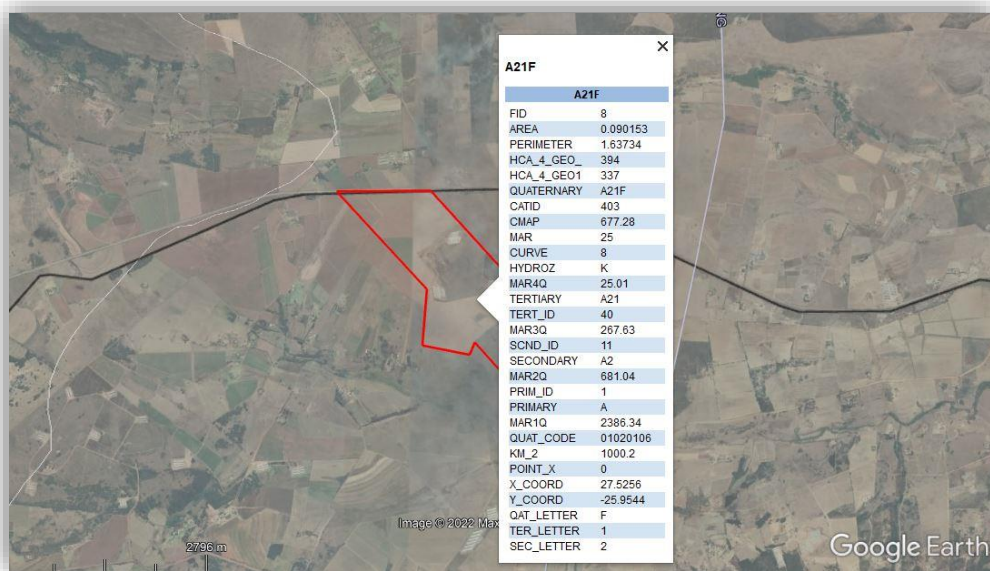 A21F
A21F
FID 8
AREA 0.090153
PERIMETER 1.63734
HCA_4_GEO_ 394
HCA_4_GEO1 337
QUATERNARY A21F
CATID 403
CMAP 677.28
MAR 25
CURVE 8
HYDROZ K
MAR4Q 25.01
TERTIARY A21
TERT_ID 40
MAR3Q 267.63
SCND_ID 11
SECONDARY A2
MAR2Q 681.04
PRIM_ID 1
PRIMARY A
MAR1Q 2386.34
QUAT_CODE 01020106
KM_2 1000.2
POINT_X 0
X_COORD 27.5256
Y_COORD -25.9544
QAT_LETTER F
TER_LETTER 1
SEC_LETTER 2
Image © 2022 Max
2796 m
Google Earth